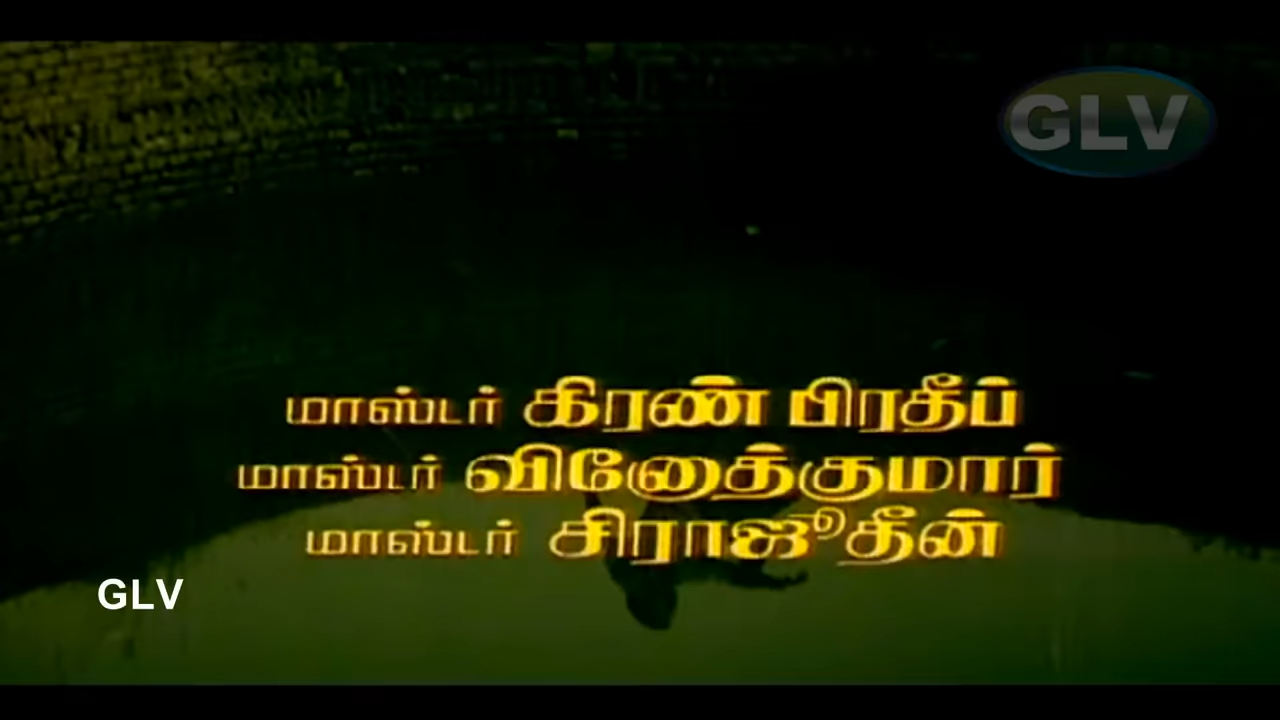 GLV
மாஸ்டர் கிரண் பிரதீப்
மாஸ்டர் வினோத்குமார்
மாஸ்டர் சிராஜூதீன்
GLV